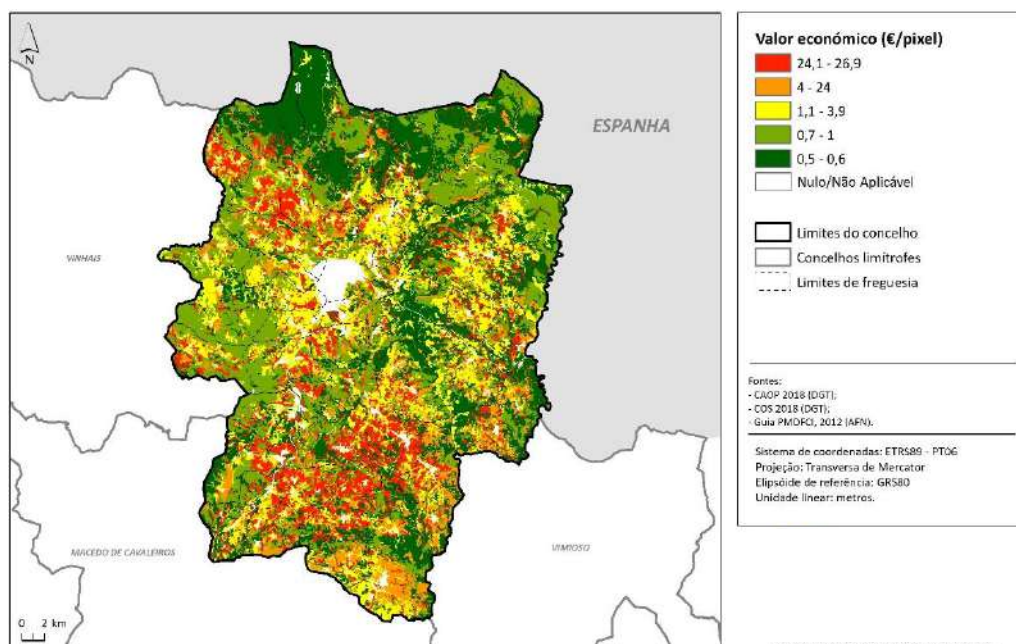 N
ESPANHA
VINHAIS
MACEDO DE CAVALEIROS
VIMIOSO
0 2 km
Valor económico (€/pixel)
24,1 - 26,9
4 - 24
1,1 - 3,9
0,7 - 1
0,5 - 0,6
Nulo/Não Aplicável
Limites do concelho
Concelhos limítrofes
Limites de freguesia
Fontes:
- CAOP 2018 (DGT);
- COS 2018 (DGT);
- Guia PMDFCI, 2012 (AFN).
Sistema de coordenadas: ETRS89 - PT06
Projeção: Transversa de Mercator
Elipsóide de referência: GRS80
Unidade linear: metros.